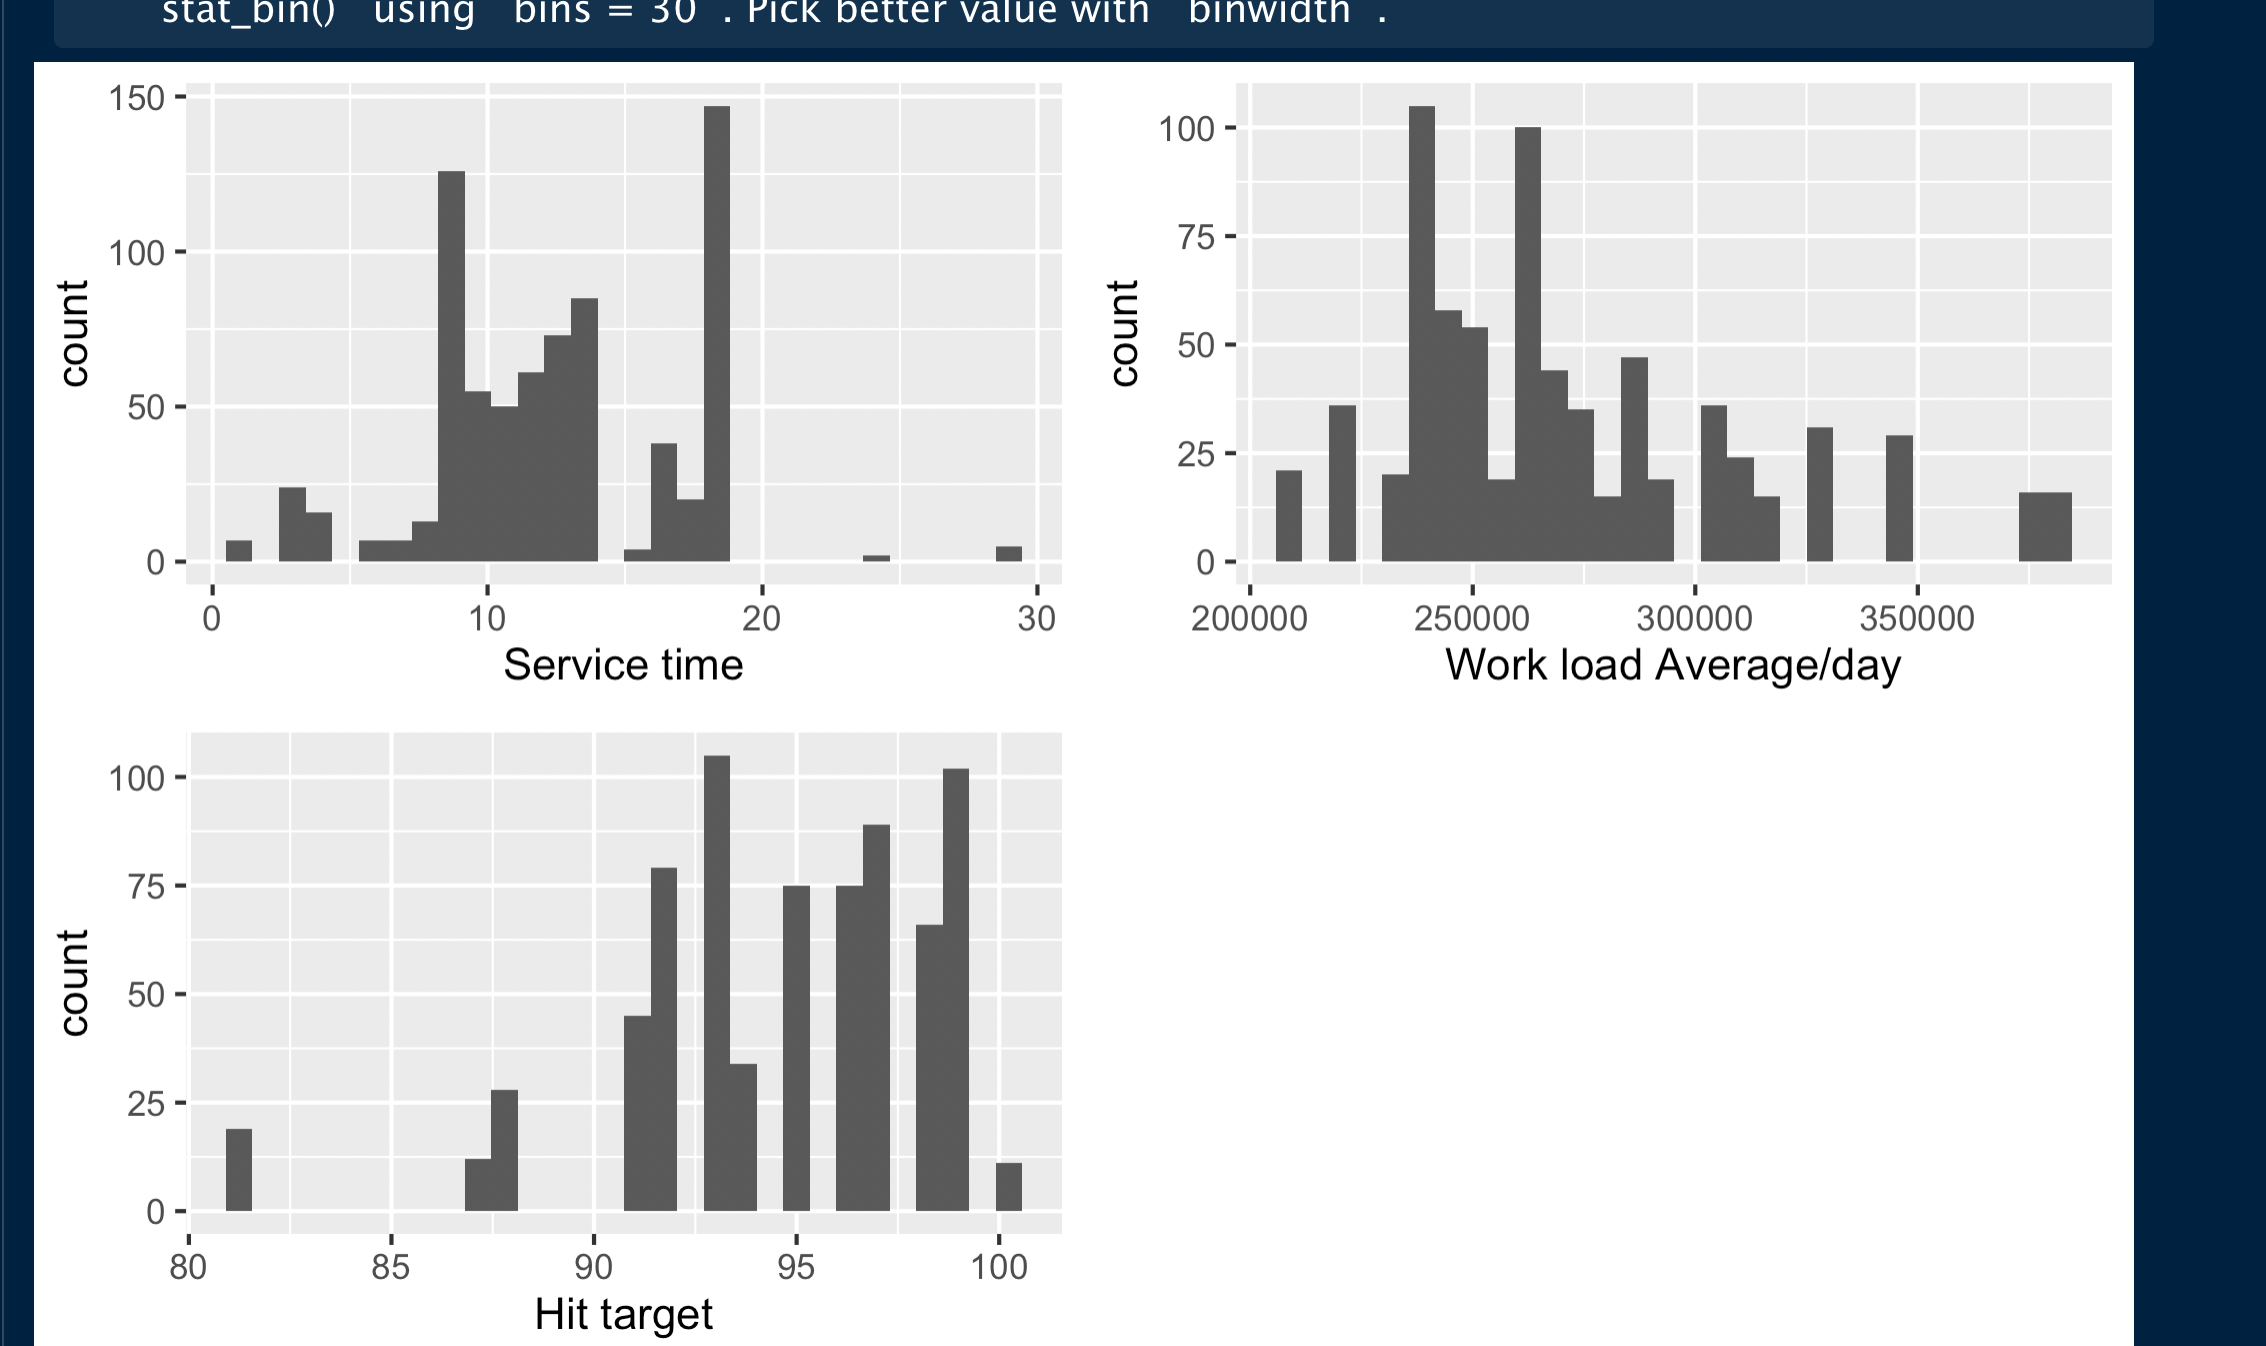 stat_bin() using bins = 30 . Pick better value with binwidth .
150
100
50
0
count
0 10 20 30
Service time
100
75
50
25
0
count
200000 250000 300000 350000
Work load Average/day
100
75
50
25
0
count
80 85 90 95 100
Hit target